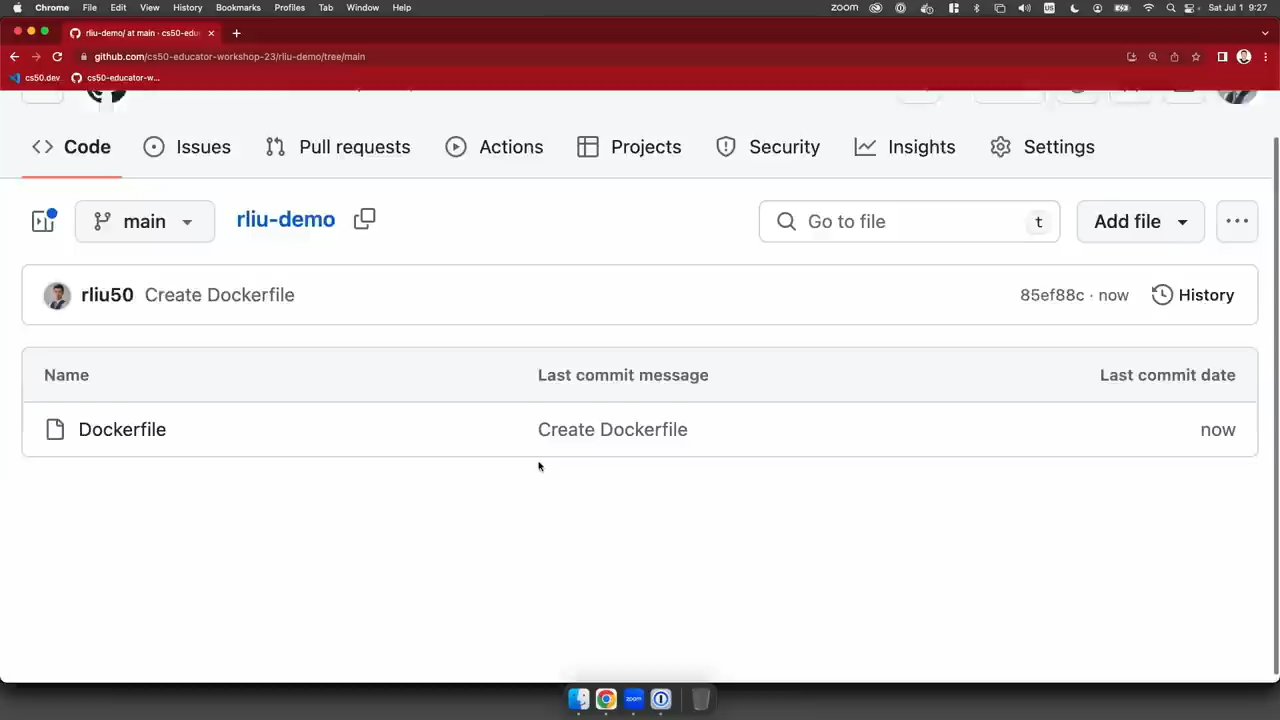 Chrome File Edit View History Bookmarks Profiles Tab Window Help zoom US Sat Jul 1 9:27
rliu-demo/ at main · cs50-edu
github.com/cs50-educator-workshop-23/rliu-demo/tree/main
cs50.dev cs50-educator-w...
Code Issues Pull requests Actions Projects Security Insights Settings
main rliu-demo Go to file t Add file
rliu50 Create Dockerfile 85ef88c · now History
Name Last commit message Last commit date
Dockerfile Create Dockerfile now
zoom